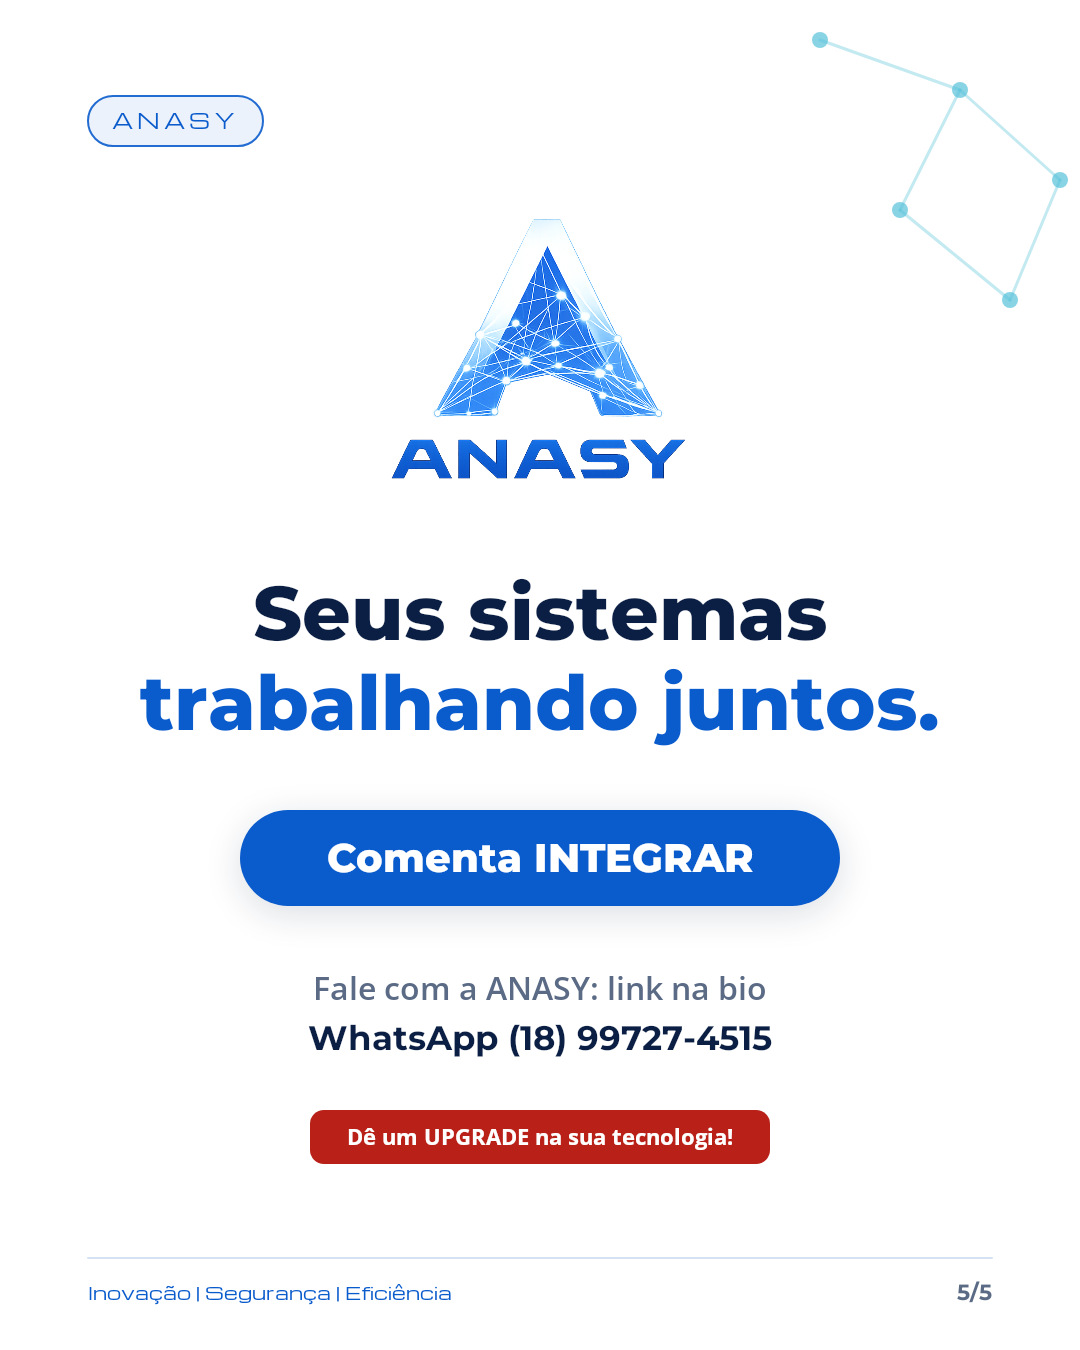 ANASY
ANASY
Seus sistemas
trabalhando juntos.
Comenta INTEGRAR
Fale com a ANASY: link na bio
WhatsApp (18) 99727-4515
Dê um UPGRADE na sua tecnologia!
Inovação | Segurança | Eficiência
5/5